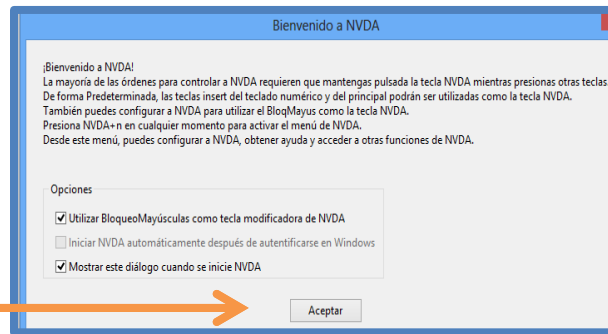 Bienvenido a NVDA
¡Bienvenido a NVDA!
La mayoría de las órdenes para controlar a NVDA requieren que mantengas pulsada la tecla NVDA mientras presionas otras teclas
De forma Predeterminada, las teclas insert del teclado numérico y del principal podrán ser utilizadas como la tecla NVDA.
También puedes configurar a NVDA para utilizar el BloqMayus como la tecla NVDA.
Presiona NVDA+n en cualquier momento para activar el menú de NVDA.
Desde este menú, puedes configurar a NVDA, obtener ayuda y acceder a otras funciones de NVDA.
Opciones
Utilizar BloqueoMayúsculas como tecla modificadora de NVDA
Iniciar NVDA automáticamente después de autentificarse en Windows
Mostrar este diálogo cuando se inicie NVDA
Aceptar